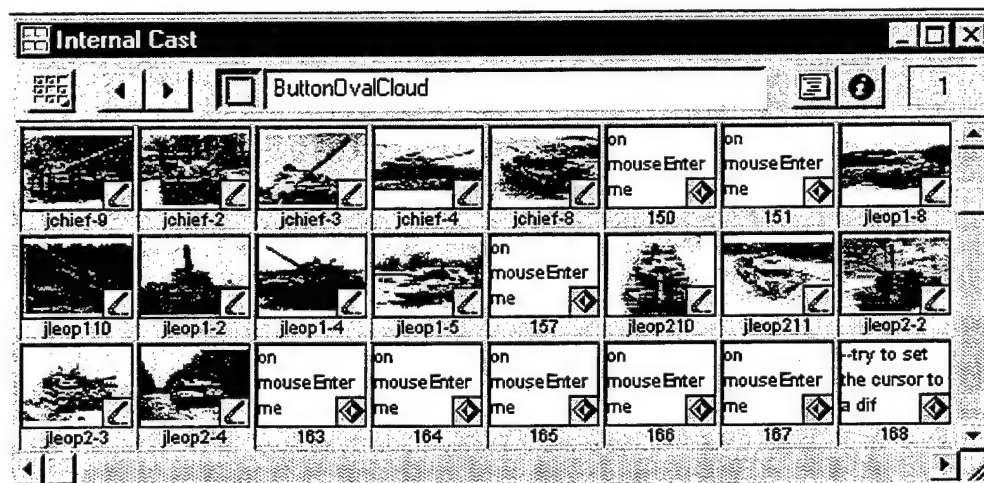 Internal Cast
ButtonOvalCloud
1
on
mouseEnter
me
on
mouseEnter
me
jchief-9 jchief-2 jchief-3 jchief-4 jchief-8 150 151 jleop1-8
on
mouseEnter
me
jleop110 jleop1-2 jleop1-4 jleop1-5 157 jleop210 jleop211 jleop2-2
on
mouseEnter
me
on
mouseEnter
me
on
mouseEnter
me
on
mouseEnter
me
on
mouseEnter
me
--try to set
the cursor to
a dif
jleop2-3 jleop2-4 163 164 165 166 167 168